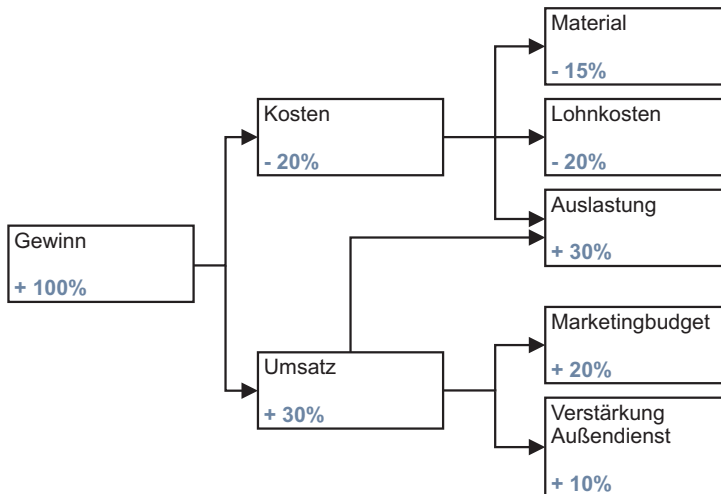 Material
- 15%
Kosten
- 20%
Lohnkosten
- 20%
Auslastung
+ 30%
Gewinn
+ 100%
Marketingbudget
+ 20%
Umsatz
+ 30%
Verstärkung
Außendienst
+ 10%